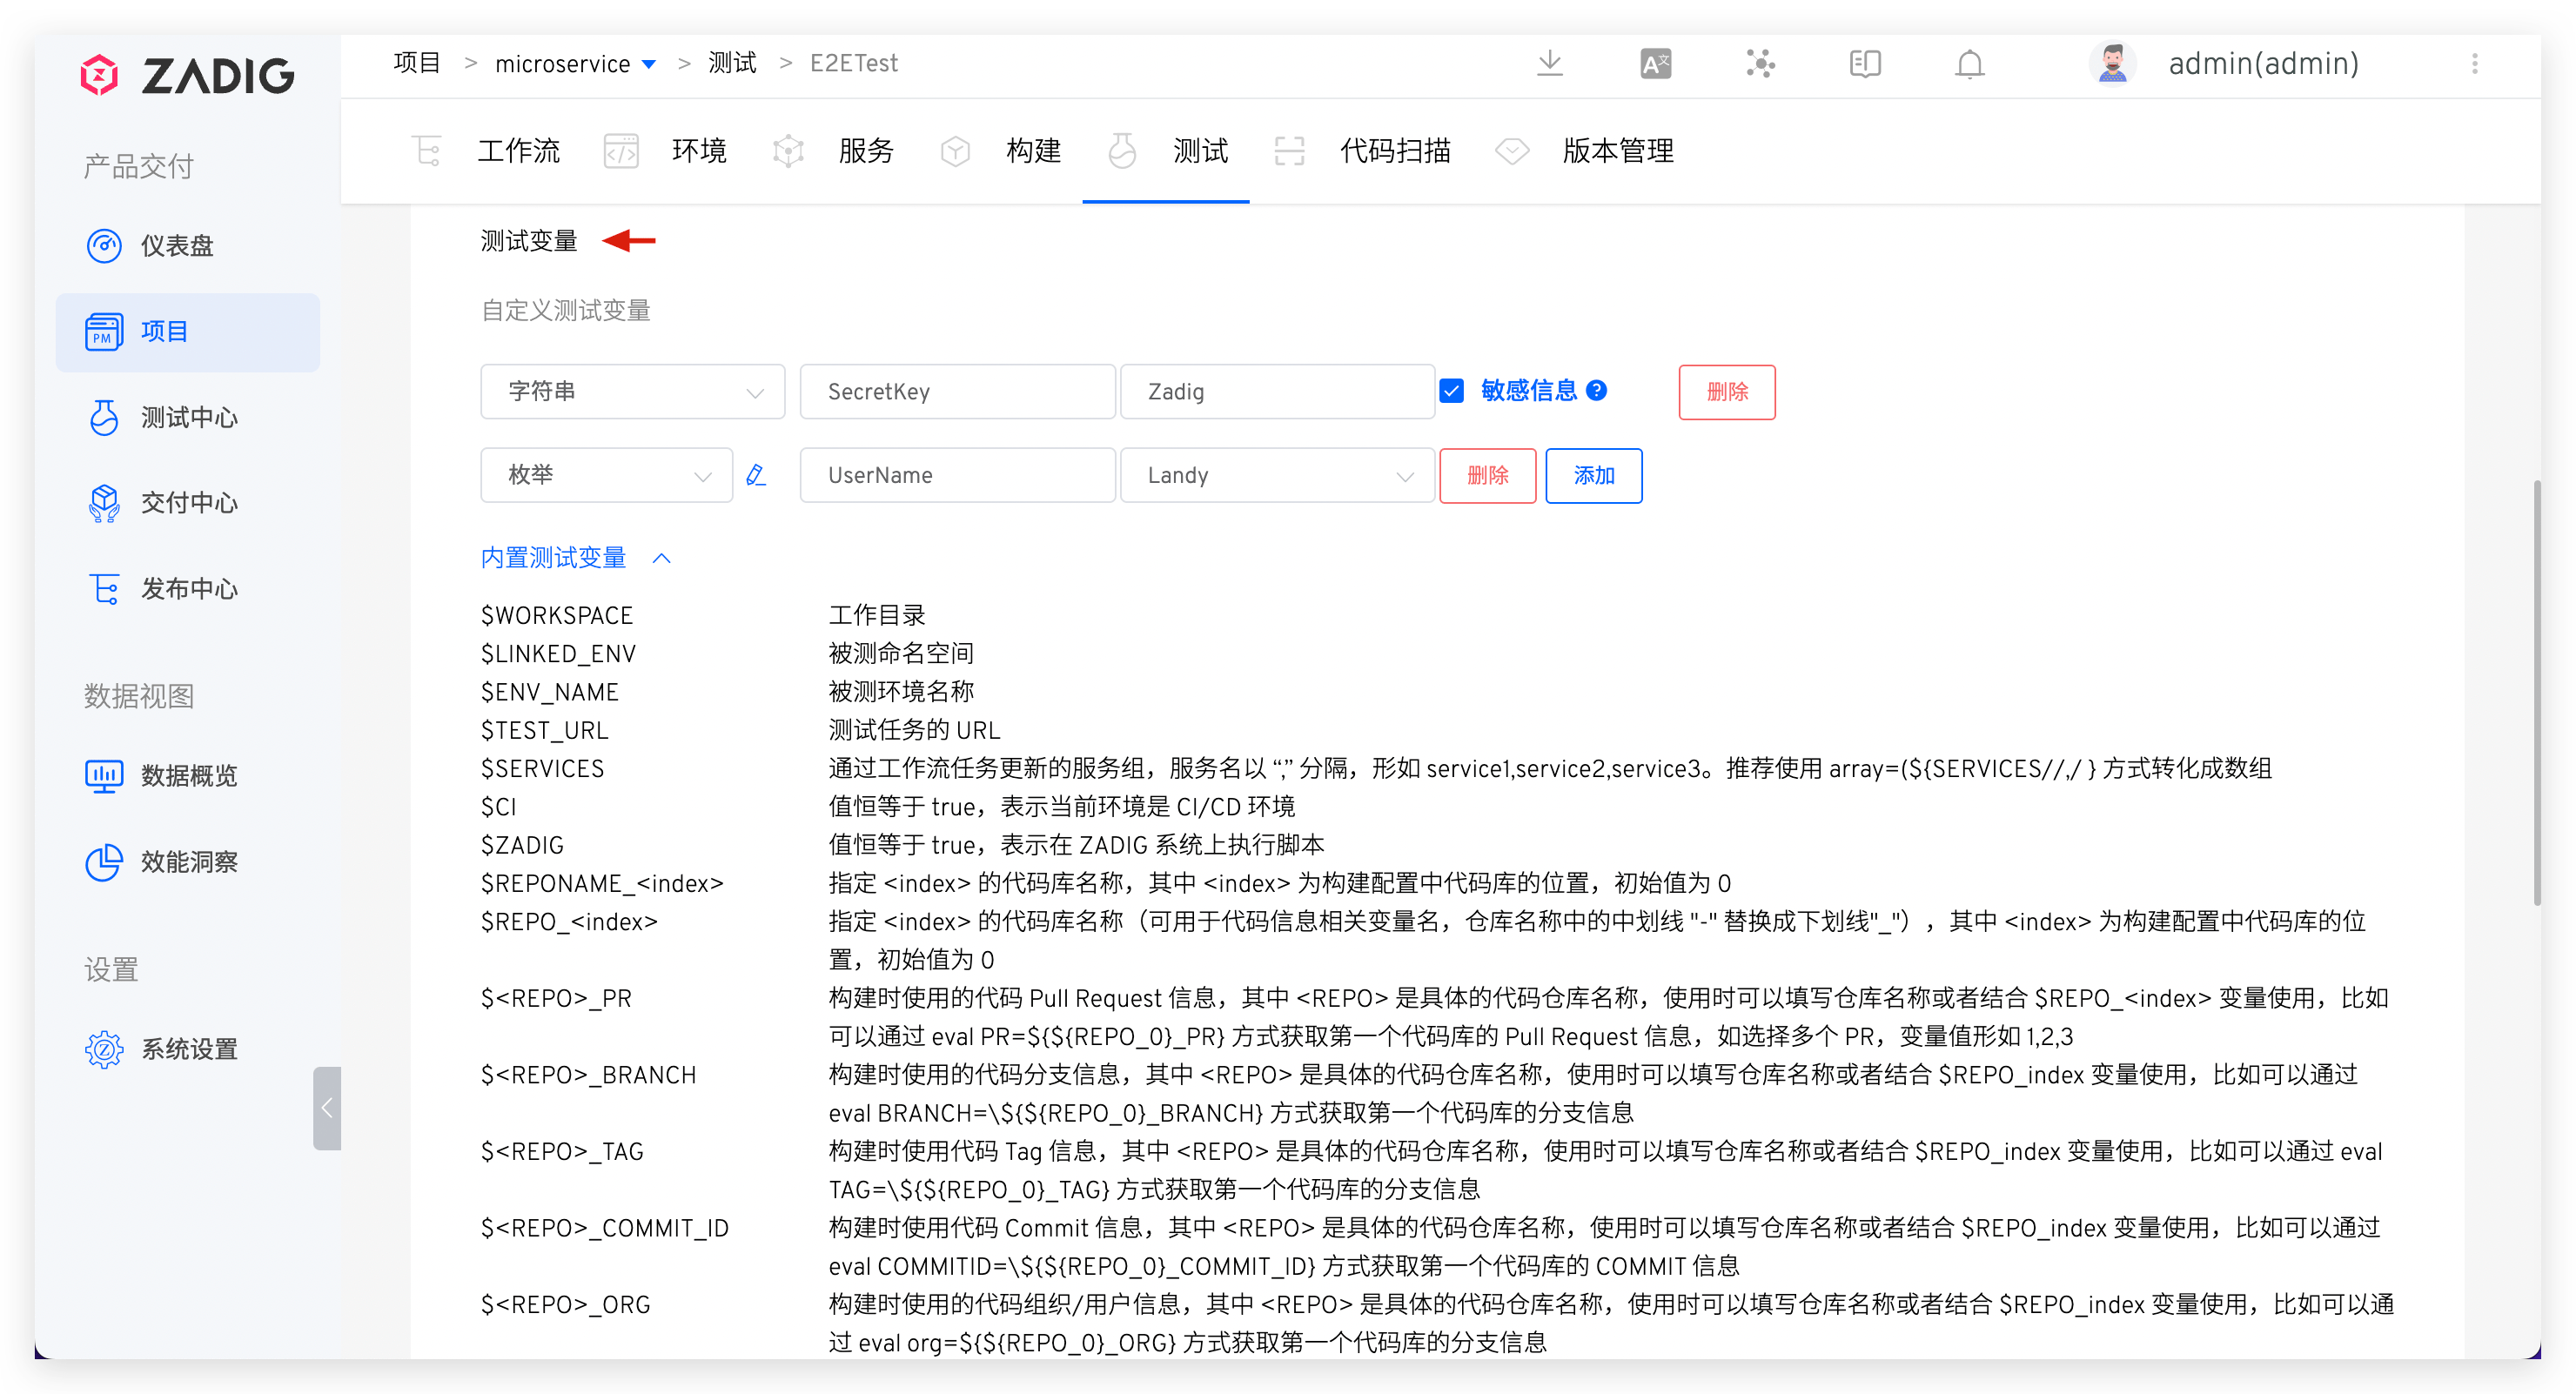 ZADIG
项目 > microservice > 测试 > E2ETest
admin(admin)
工作流 环境 服务 构建 测试 代码扫描 版本管理
产品交付
仪表盘
PM 项目
测试中心
交付中心
发布中心
数据视图
数据概览
效能洞察
设置
系统设置
测试变量
自定义测试变量
字符串 SecretKey Zadig 敏感信息 ? 删除
枚举 UserName Landy 删除 添加
内置测试变量
$WORKSPACE 工作目录
$LINKED_ENV 被测命名空间
$ENV_NAME 被测环境名称
$TEST_URL 测试任务的 URL
$SERVICES 通过工作流任务更新的服务组，服务名以 “,” 分隔，形如 service1,service2,service3。推荐使用 array=(${SERVICES//,/ } 方式转化成数组
$CI 值恒等于 true，表示当前环境是 CI/CD 环境
$ZADIG 值恒等于 true，表示在 ZADIG 系统上执行脚本
$REPONAME_<index> 指定 <index> 的代码库名称，其中 <index> 为构建配置中代码库的位置，初始值为 0
$REPO_<index> 指定 <index> 的代码库名称（可用于代码信息相关变量名，仓库名称中的中划线 "-" 替换成下划线"_"），其中 <index> 为构建配置中代码库的位
置，初始值为 0
$<REPO>_PR 构建时使用的代码 Pull Request 信息，其中 <REPO> 是具体的代码仓库名称，使用时可以填写仓库名称或者结合 $REPO_<index> 变量使用，比如
可以通过 eval PR=${${REPO_0}_PR} 方式获取第一个代码库的 Pull Request 信息，如选择多个 PR，变量值形如 1,2,3
$<REPO>_BRANCH 构建时使用的代码分支信息，其中 <REPO> 是具体的代码仓库名称，使用时可以填写仓库名称或者结合 $REPO_index 变量使用，比如可以通过
eval BRANCH=\${${REPO_0}_BRANCH} 方式获取第一个代码库的分支信息
$<REPO>_TAG 构建时使用代码 Tag 信息，其中 <REPO> 是具体的代码仓库名称，使用时可以填写仓库名称或者结合 $REPO_index 变量使用，比如可以通过 eval
TAG=\${${REPO_0}_TAG} 方式获取第一个代码库的分支信息
$<REPO>_COMMIT_ID 构建时使用代码 Commit 信息，其中 <REPO> 是具体的代码仓库名称，使用时可以填写仓库名称或者结合 $REPO_index 变量使用，比如可以通过
eval COMMITID=\${${REPO_0}_COMMIT_ID} 方式获取第一个代码库的 COMMIT 信息
$<REPO>_ORG 构建时使用的代码组织/用户信息，其中 <REPO> 是具体的代码仓库名称，使用时可以填写仓库名称或者结合 $REPO_index 变量使用，比如可以通
过 eval org=${${REPO_0}_ORG} 方式获取第一个代码库的分支信息